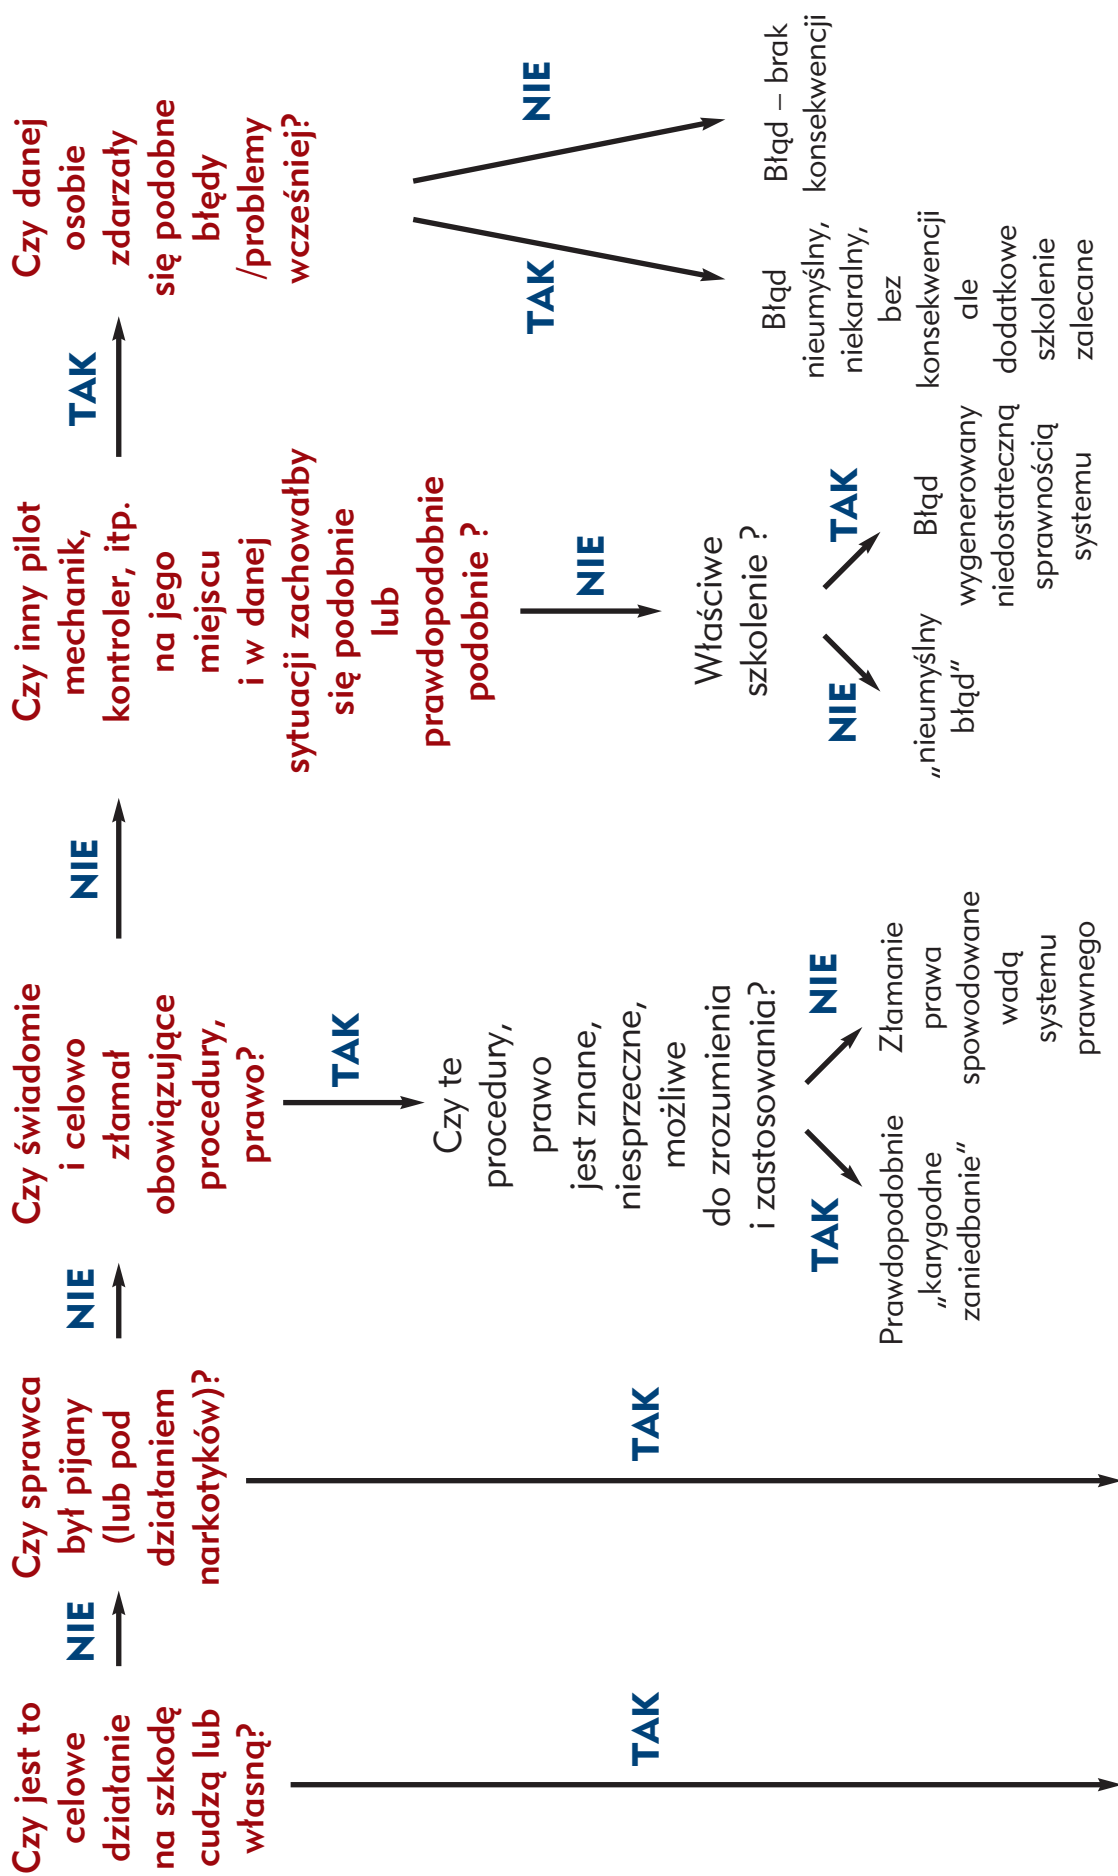 Czy jest to
celowe
działanie
na szkodę
cudzą lub
własną?
NIE
TAK
Czy sprawca
był pijany
(lub pod
działaniem
narkotyków)?
NIE
TAK
Czy świadomie
i celowo
złamał
obowiązujące
procedury,
prawo?
NIE
TAK
Czy te
procedury,
prawo
jest znane,
niesprzeczne,
możliwe
do zrozumienia
i zastosowania?
TAK
NIE
Prawdopodobnie
„karygodne
zaniedbanie”
Złamanie
prawa
spowodowane
wadą
systemu
prawnego
Czy inny pilot
mechanik,
kontroler, itp.
na jego
miejscu
i w danej
sytuacji zachowałby
się podobnie
lub
prawdopodobnie
podobnie ?
TAK
NIE
Właściwe
szkolenie ?
NIE
TAK
„nieumyślny
błąd”
Błąd
wygenerowany
niedostateczną
sprawnością
systemu
Czy danej
osobie
zdarzały
się podobne
błędy
/problemy
wcześniej?
TAK
NIE
Błąd
nieumyślny,
niekaralny,
bez
konsekwencji
ale
dodatkowe
szkolenie
zalecane
Błąd – brak
konsekwencji